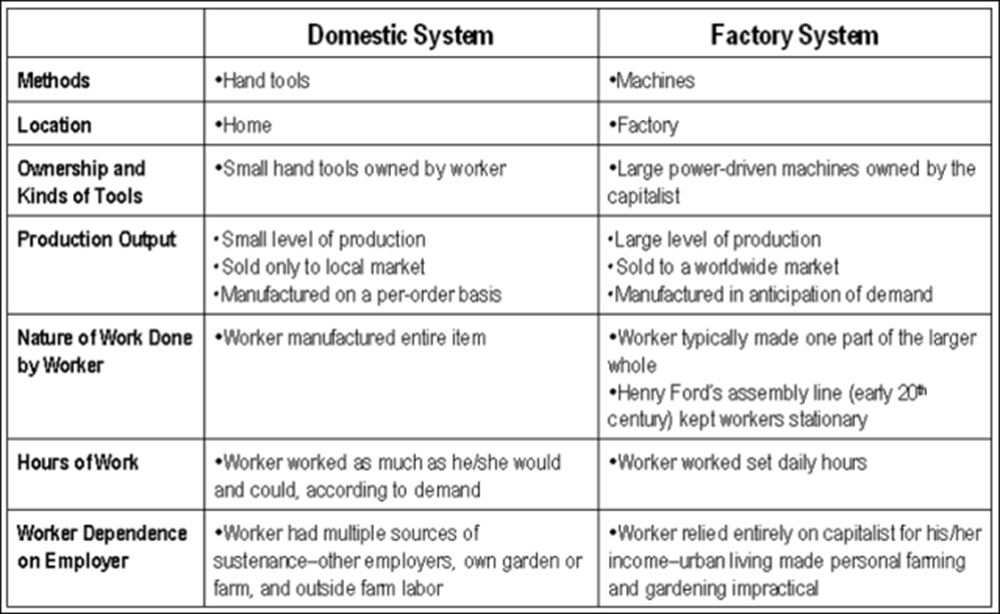 Domestic System
Factory System
Methods
•Hand tools
•Machines
Location
•Home
•Factory
Ownership and
Kinds of Tools
•Small hand tools owned by worker
•Large power-driven machines owned by the
capitalist
Production Output
•Small level of production
•Sold only to local market
•Manufactured on a per-order basis
•Large level of production
•Sold to a worldwide market
•Manufactured in anticipation of demand
Nature of Work Done
by Worker
•Worker manufactured entire item
•Worker typically made one part of the larger
whole
•Henry Ford's assembly line (early 20th
century) kept workers stationary
Hours of Work
•Worker worked as much as he/she would
and could, according to demand
•Worker worked set daily hours
Worker Dependence
on Employer
•Worker had multiple sources of
sustenance–other employers, own garden or
farm, and outside farm labor
•Worker relied entirely on capitalist for his/her
income–urban living made personal farming
and gardening impractical